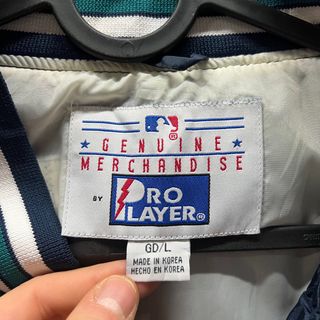 GENUINE
MERCHANDISE
BY PRO
PLAYER®
GD/L
MADE IN KOREA
HECHO EN KOREA